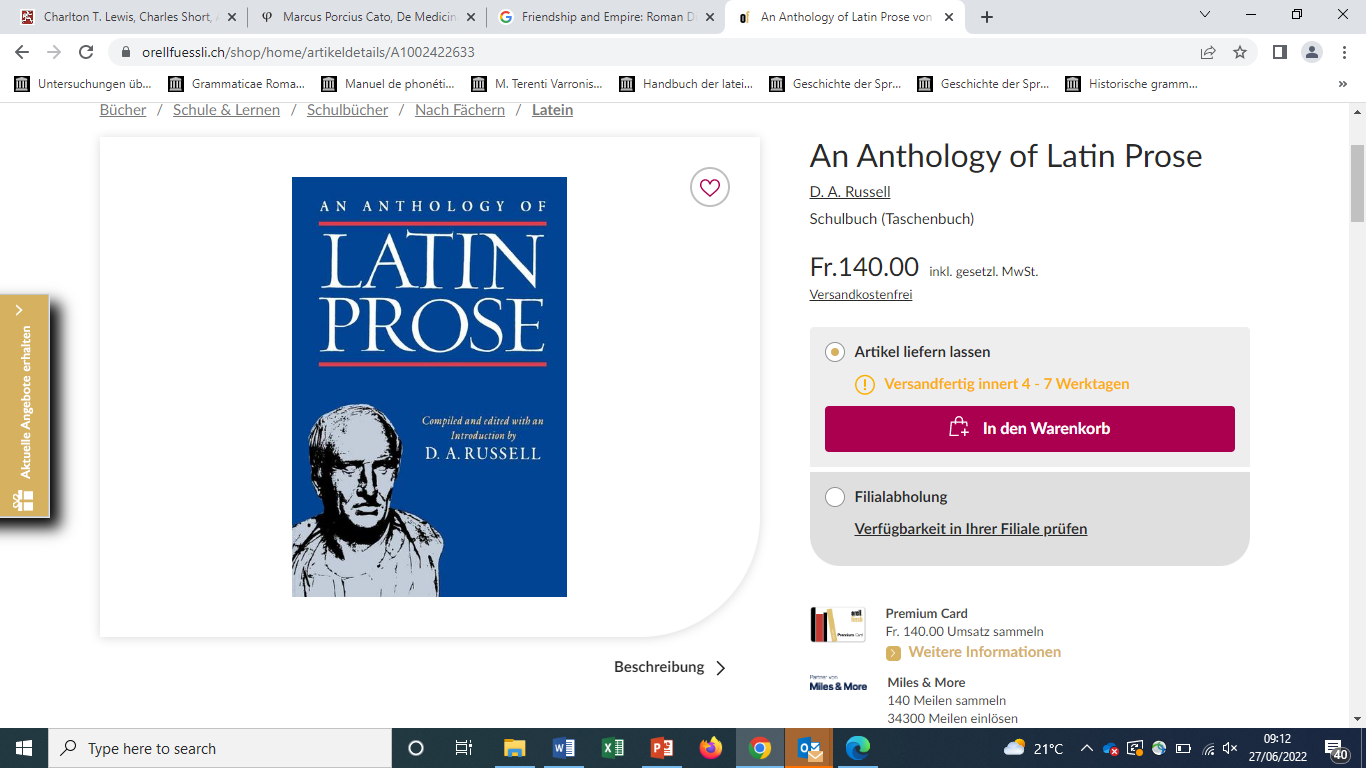 Charlton T. Lewis, Charles Short,
Marcus Porcius Cato, De Medicin
Friendship and Empire: Roman D
An Anthology of Latin Prose von
orellfuessli.ch/shop/home/artikeldetails/A1002422633
Untersuchungen üb...
Grammaticae Roma...
Manuel de phonéti...
M. Terenti Varronis...
Handbuch der latei...
Geschichte der Spr...
Geschichte der Spr...
Historische gramm...
»
Bücher / Schule & Lernen / Schulbücher / Nach Fächern / Latein
AN ANTHOLOGY OF
LATIN
PROSE
Compiled and edited with an
Introduction by
D. A. RUSSELL
Beschreibung
Aktuelle Angebote erhalten
An Anthology of Latin Prose
D. A. Russell
Schulbuch (Taschenbuch)
Fr.140.00 inkl. gesetzl. MwSt.
Versandkostenfrei
Artikel liefern lassen
Versandfertig innert 4 - 7 Werktagen
In den Warenkorb
Filialabholung
Verfügbarkeit in Ihrer Filiale prüfen
Premium Card
Fr. 140.00 Umsatz sammeln
Weitere Informationen
Partner von
Miles & More
Miles & More
140 Meilen sammeln
34300 Meilen einlösen
Type here to search
21°C
09:12
27/06/2022
40